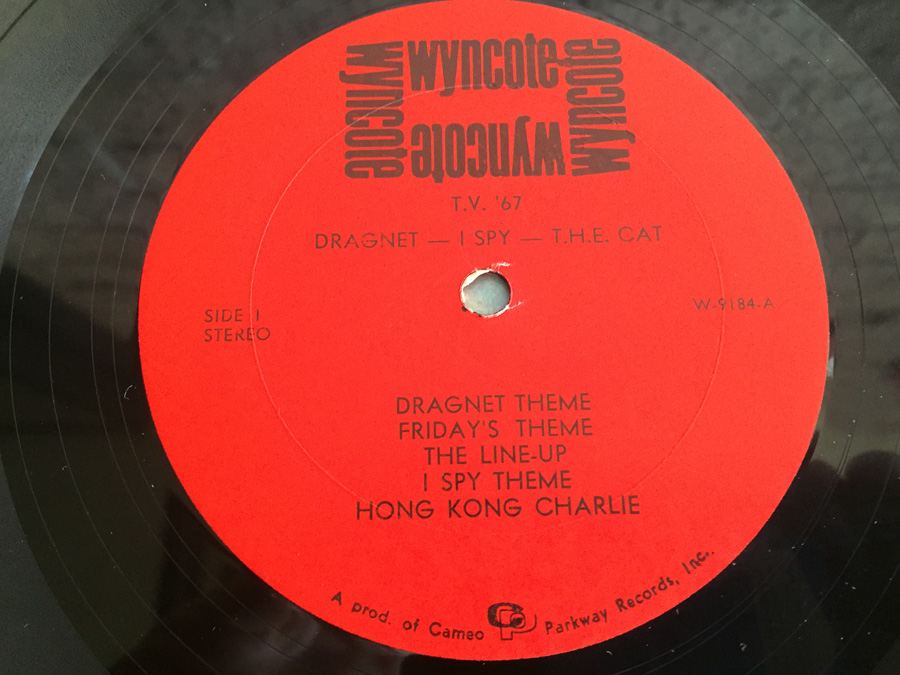 wyncote
wyncote
wyncote
wyncote
T.V. '67
DRAGNET — I SPY — T.H.E. CAT
SIDE 1
STEREO
W-9184-A
DRAGNET THEME
FRIDAY'S THEME
THE LINE-UP
I SPY THEME
HONG KONG CHARLIE
A prod. of Cameo CP Parkway Records, Inc.